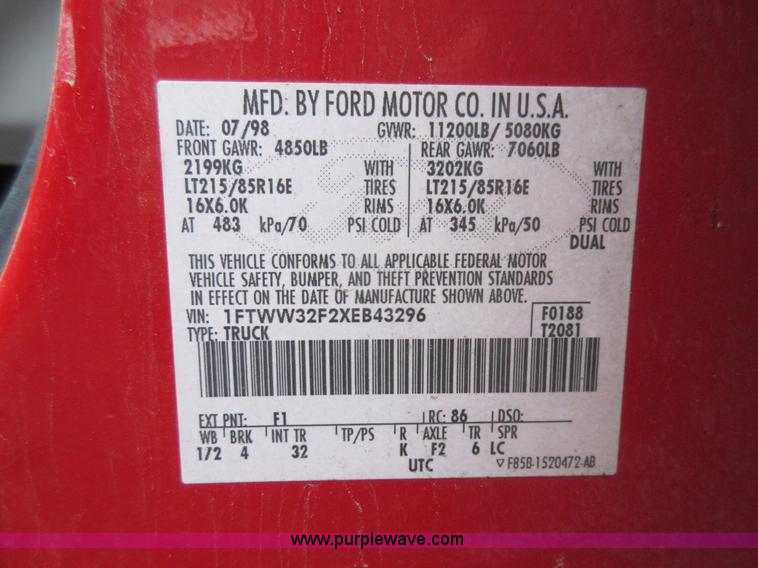 MFD. BY FORD MOTOR CO. IN U.S.A.
DATE: 07/98 GVWR: 11200LB/ 5080KG
FRONT GAWR: 4850LB REAR GAWR: 7060LB
2199KG WITH 3202KG WITH
LT215/85R16E TIRES LT215/85R16E TIRES
16X6.0K RIMS 16X6.0K RIMS
AT 483 kPa/70 PSI COLD AT 345 kPa/50 PSI COLD
DUAL
THIS VEHICLE CONFORMS TO ALL APPLICABLE FEDERAL MOTOR
VEHICLE SAFETY, BUMPER, AND THEFT PREVENTION STANDARDS
IN EFFECT ON THE DATE OF MANUFACTURE SHOWN ABOVE.
VIN: 1FTWW32F2XEB43296 F0188
TYPE: TRUCK T2081
EXT PNT: F1 RC: 86 DSO:
WB BRK INT TR TP/PS R AXLE TR SPR
1/2 4 32 K F2 6 LC
UTC F85B-1520472-AB
www.purplewave.com